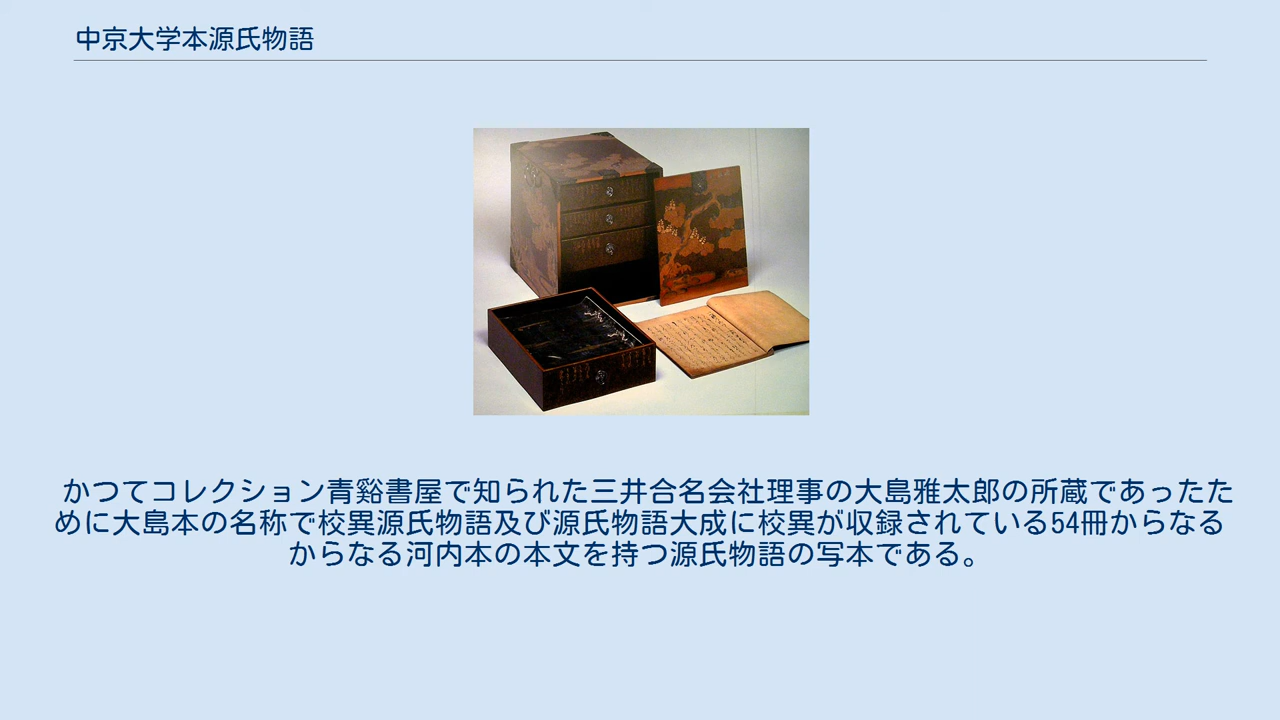 中京大学本源氏物語
かつてコレクション青谿書屋で知られた三井合名会社理事の大島雅太郎の所蔵であったた
めに大島本の名称で校異源氏物語及び源氏物語大成に校異が収録されている54冊からなる
からなる河内本の本文を持つ源氏物語の写本である。